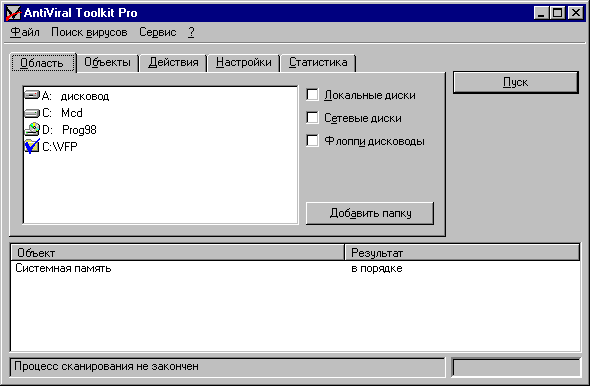 AntiViral Toolkit Pro
Файл Поиск вирусов Сервис ?
Область Объекты Действия Настройки Статистика
Пуск
A: дисковод
C: Mcd
D: Prog98
C:\VFP
Локальные диски
Сетевые диски
Флоппи дисководы
Добавить папку
Объект Результат
Системная память в порядке
Процесс сканирования не закончен